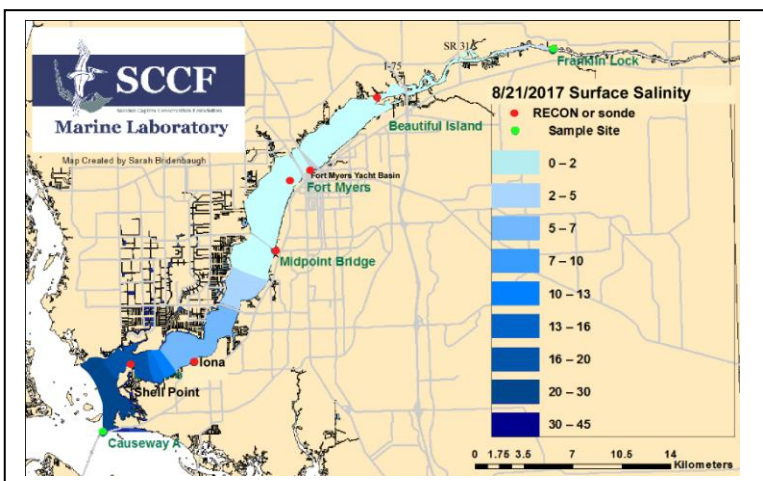 SCCF
Marine Laboratory
Map Created by Sarah Bridenbaugh
SR 31
I-75
Franklin Lock
Beautiful Island
Fort Myers Yacht Basin
Fort Myers
Midpoint Bridge
Iona
Shell Point
Causeway A
8/21/2017 Surface Salinity
RECON or sonde
Sample Site
0 – 2
2 – 5
5 – 7
7 – 10
10 – 13
13 – 16
16 – 20
20 – 30
30 – 45
0 1.75 3.5 7 10.5 14
Kilometers